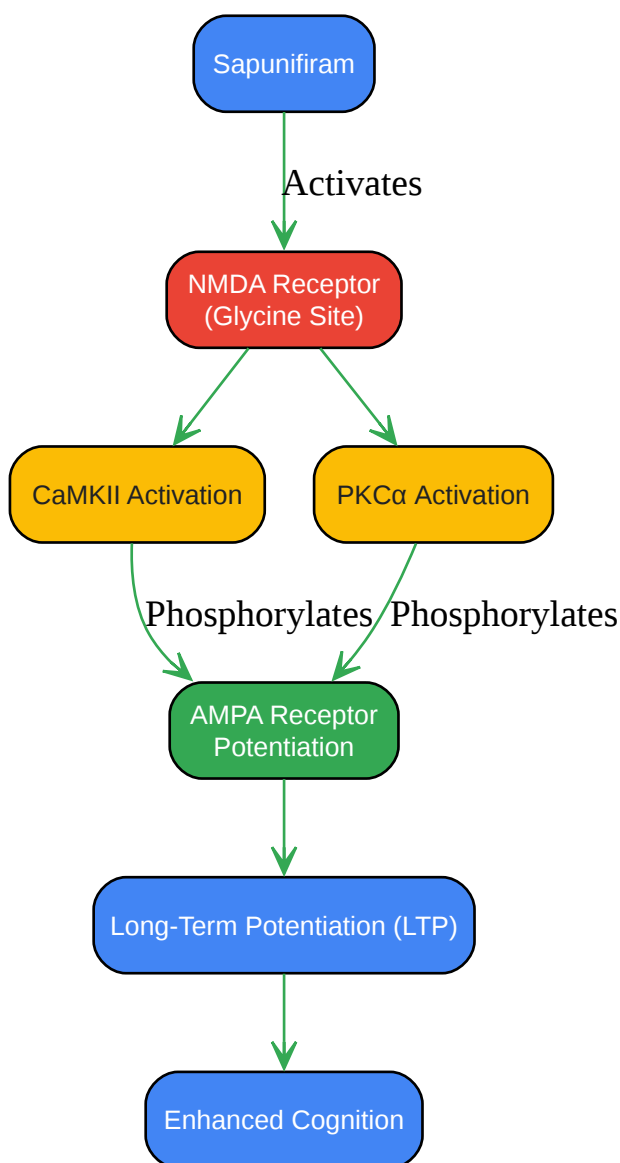 Sapunifiram
Activates
NMDA Receptor
(Glycine Site)
CaMKII Activation
PKCα Activation
Phosphorylates
Phosphorylates
AMPA Receptor
Potentiation
Long-Term Potentiation (LTP)
Enhanced Cognition